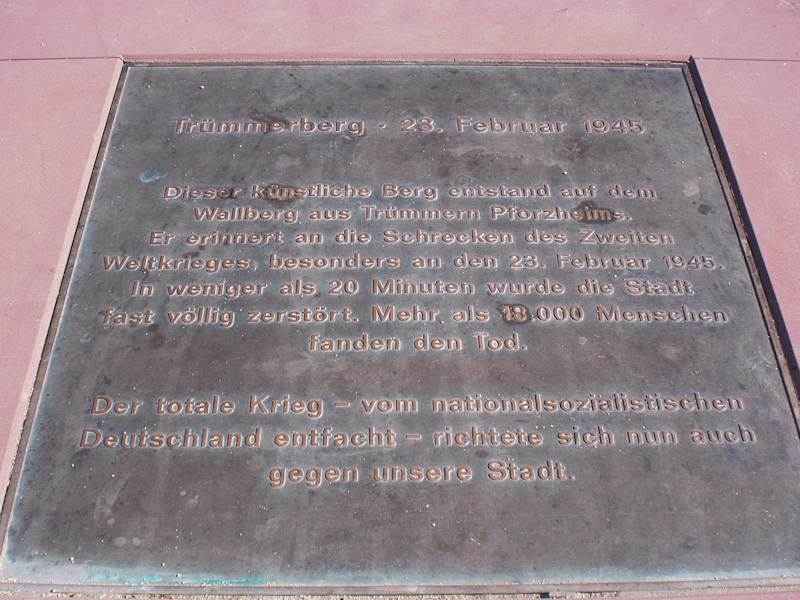 Trümmerberg · 23. Februar 1945
Dieser künstliche Berg entstand auf dem
Wallberg aus Trümmern Pforzheims.
Er erinnert an die Schrecken des Zweiten
Weltkrieges, besonders an den 23. Februar 1945.
In weniger als 20 Minuten wurde die Stadt
fast völlig zerstört. Mehr als 18.000 Menschen
fanden den Tod.
Der totale Krieg – vom nationalsozialistischen
Deutschland entfacht – richtete sich nun auch
gegen unsere Stadt.